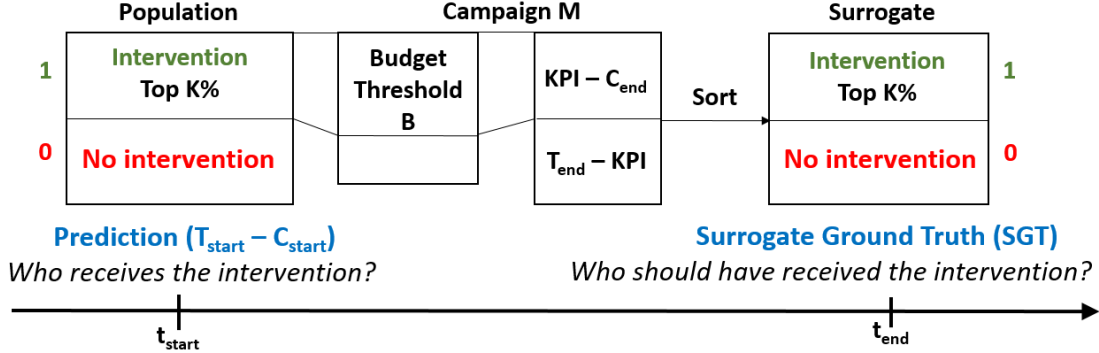 Population
Campaign M
Surrogate
1
Intervention
Top K%
0
No intervention
Budget
Threshold
B
KPI – Cend
Tend – KPI
Sort
Intervention
Top K%
1
No intervention
0
Prediction (Tstart – Cstart)
Surrogate Ground Truth (SGT)
Who receives the intervention?
Who should have received the intervention?
tstart
tend